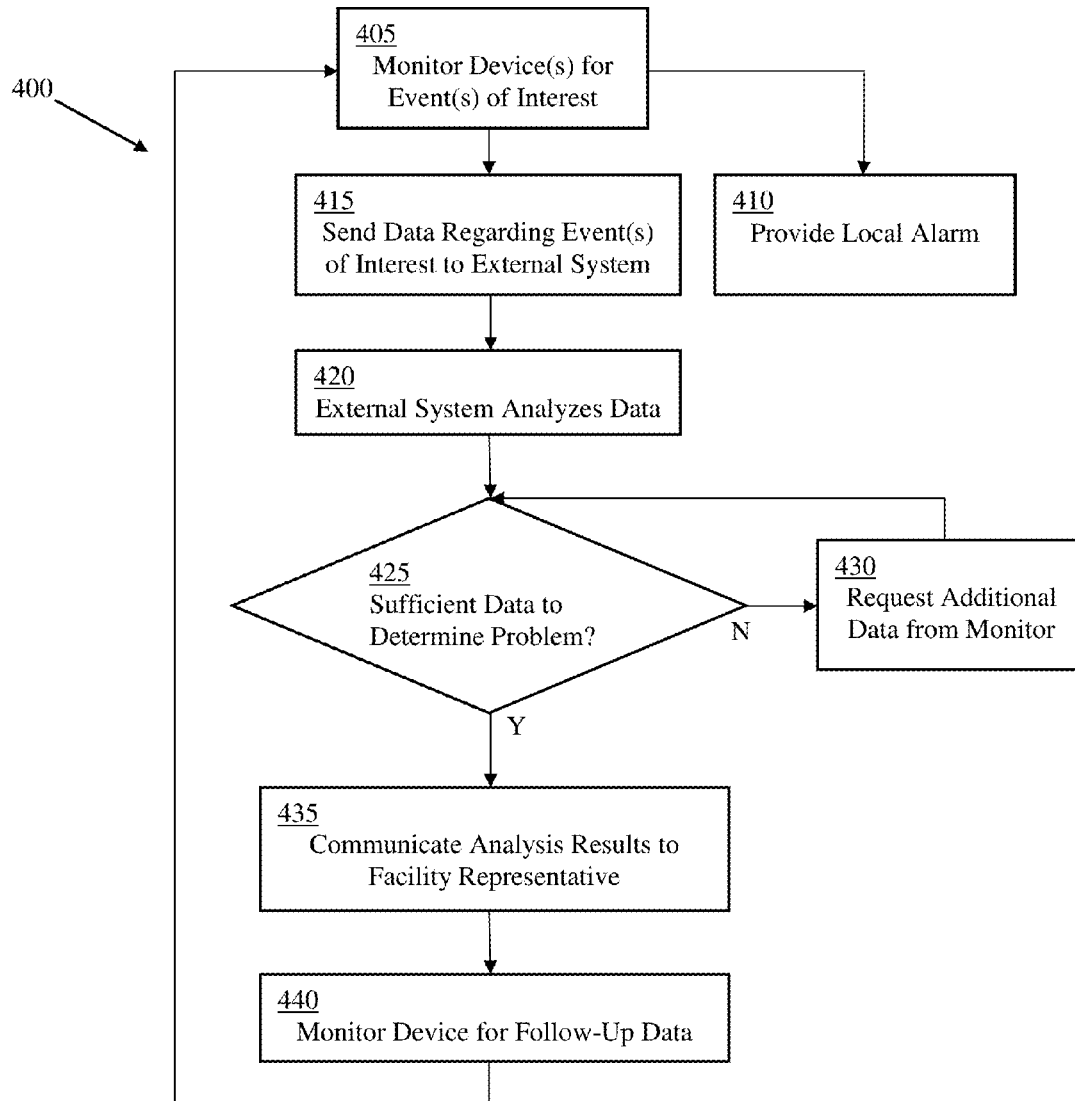 400
405
Monitor Device(s) for
Event(s) of Interest
415
Send Data Regarding Event(s)
of Interest to External System
410
Provide Local Alarm
420
External System Analyzes Data
425
Sufficient Data to
Determine Problem?
N
430
Request Additional
Data from Monitor
Y
435
Communicate Analysis Results to
Facility Representative
440
Monitor Device for Follow-Up Data